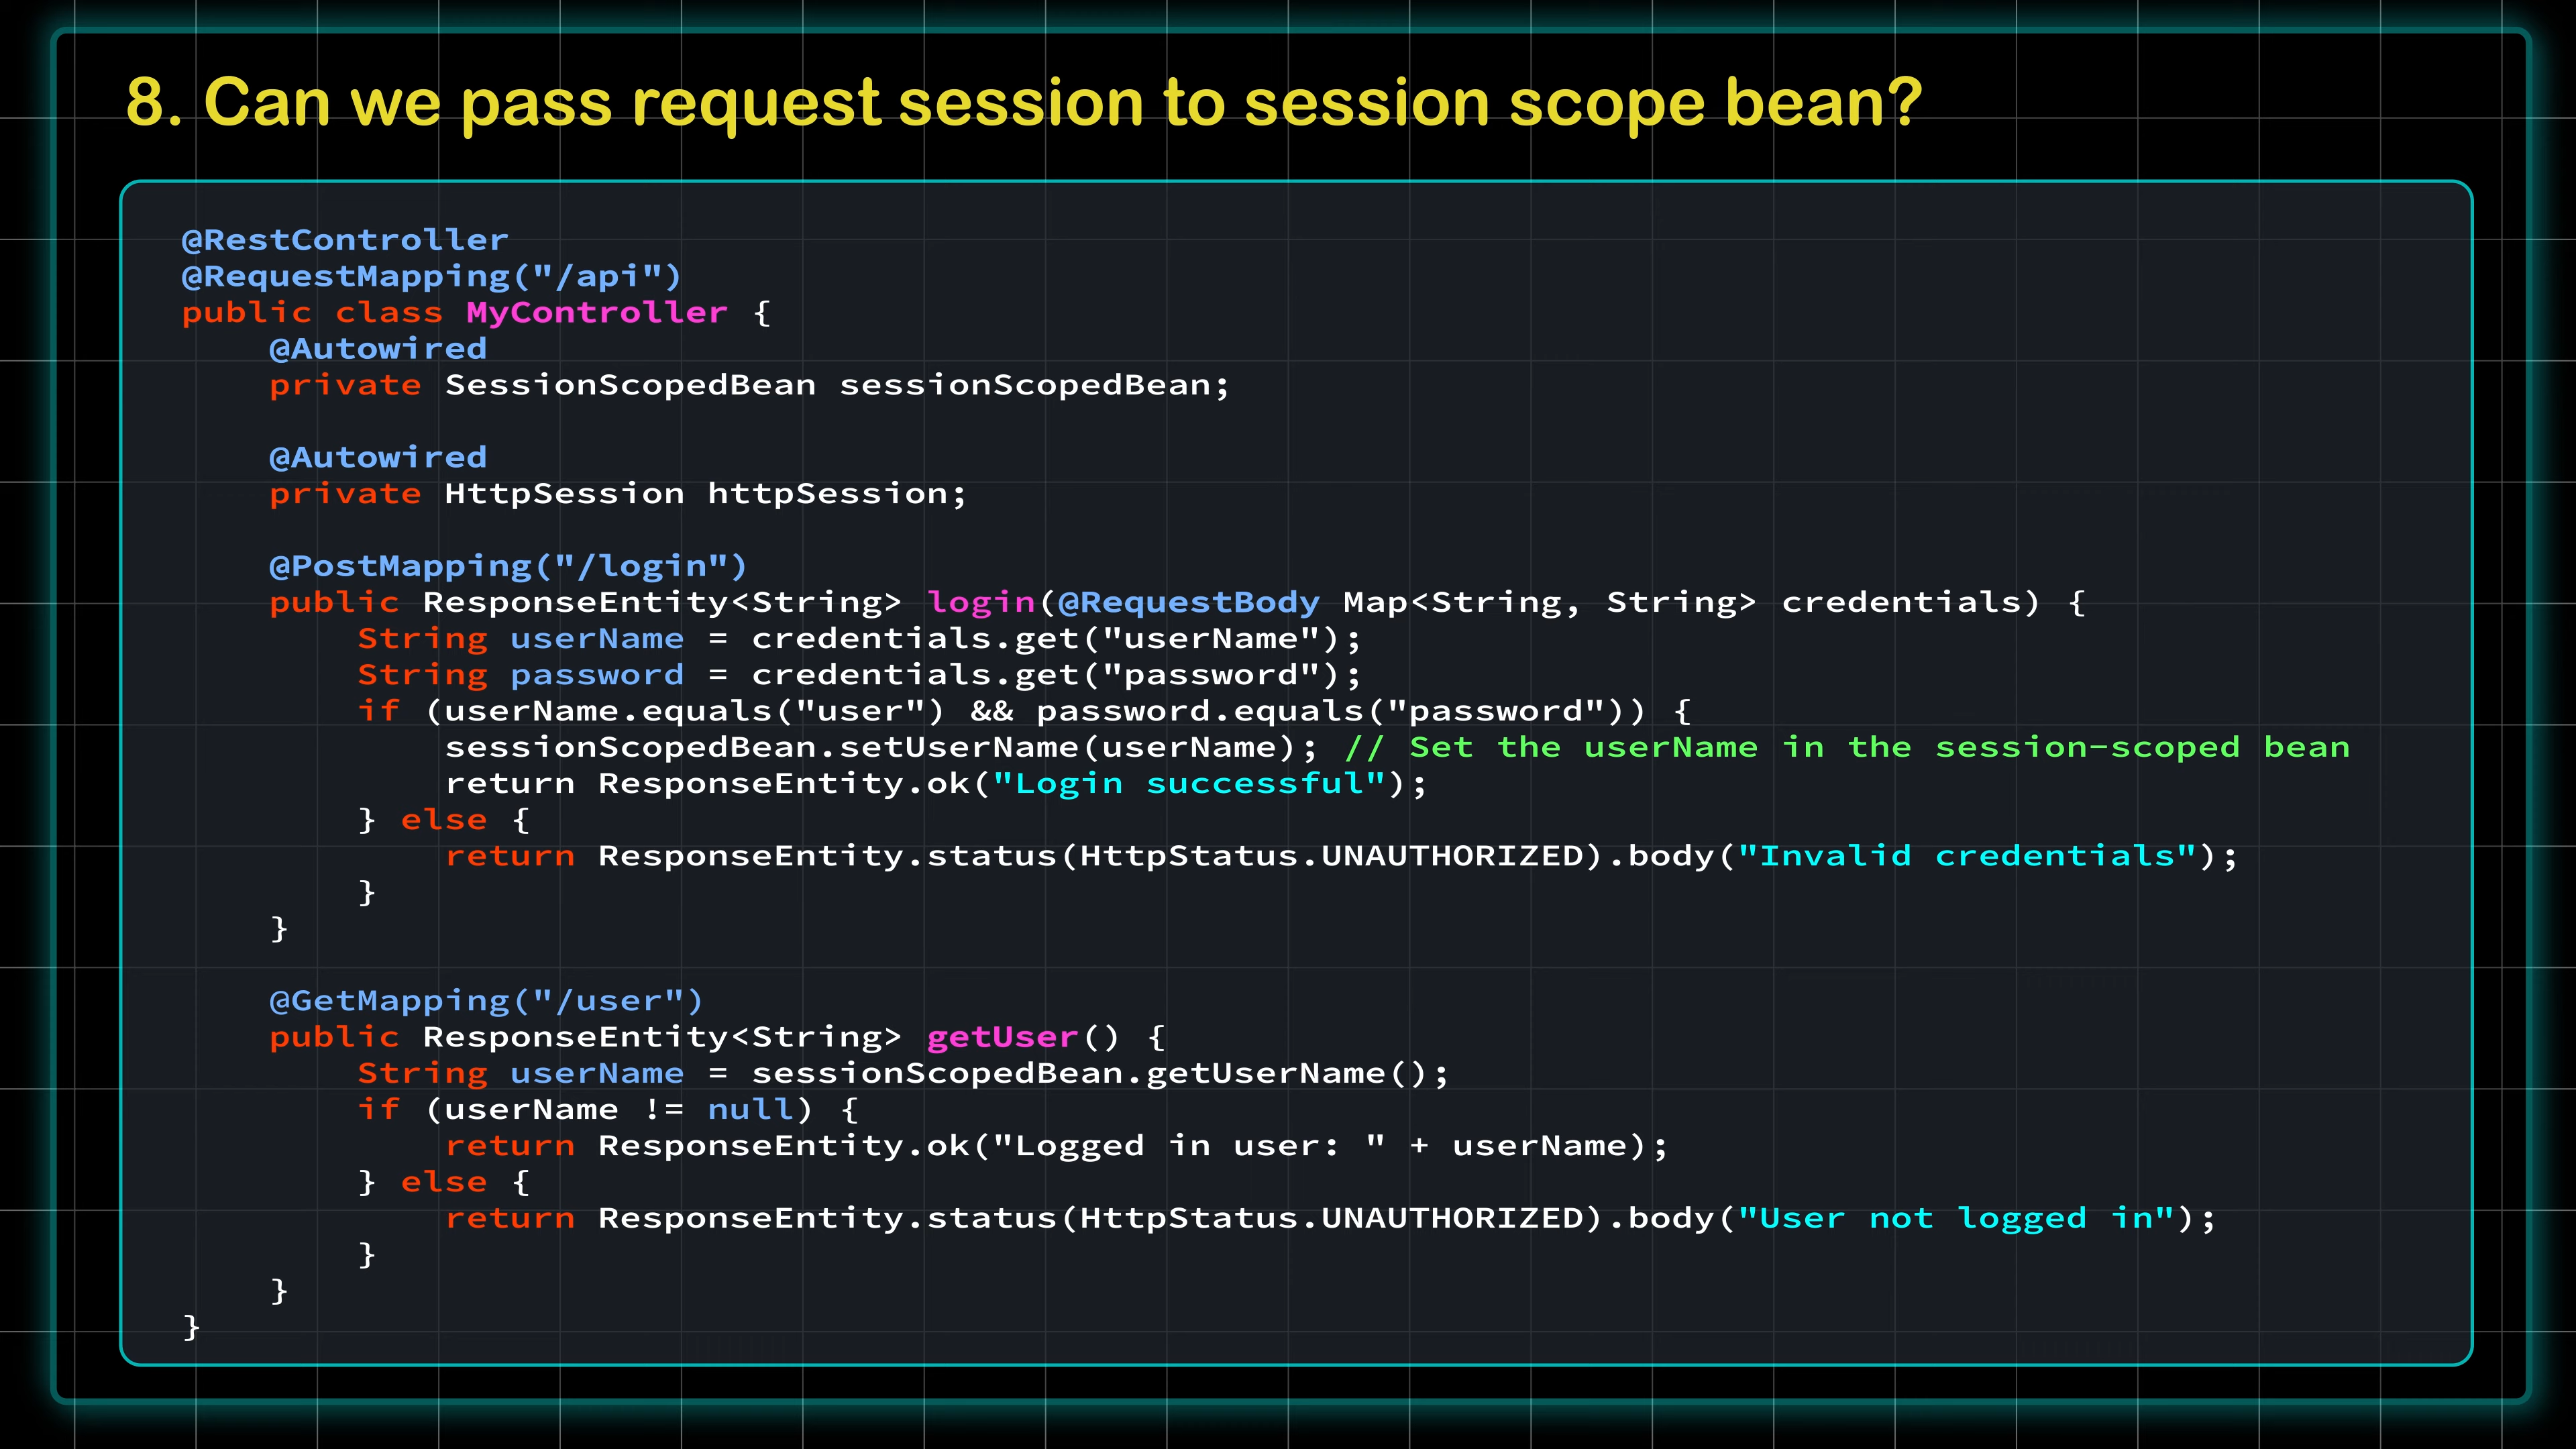 8. Can we pass request session to session scope bean?
@RestController
@RequestMapping("/api")
public class MyController {
@Autowired
private SessionScopedBean sessionScopedBean;
@Autowired
private HttpSession httpSession;
@PostMapping("/login")
public ResponseEntity<String> login(@RequestBody Map<String, String> credentials) {
String userName = credentials.get("userName");
String password = credentials.get("password");
if (userName.equals("user") && password.equals("password")) {
sessionScopedBean.setUserName(userName); // Set the userName in the session-scoped bean
return ResponseEntity.ok("Login successful");
} else {
return ResponseEntity.status(HttpStatus.UNAUTHORIZED).body("Invalid credentials");
}
}
@GetMapping("/user")
public ResponseEntity<String> getUser() {
String userName = sessionScopedBean.getUserName();
if (userName != null) {
return ResponseEntity.ok("Logged in user: " + userName);
} else {
return ResponseEntity.status(HttpStatus.UNAUTHORIZED).body("User not logged in");
}
}
}